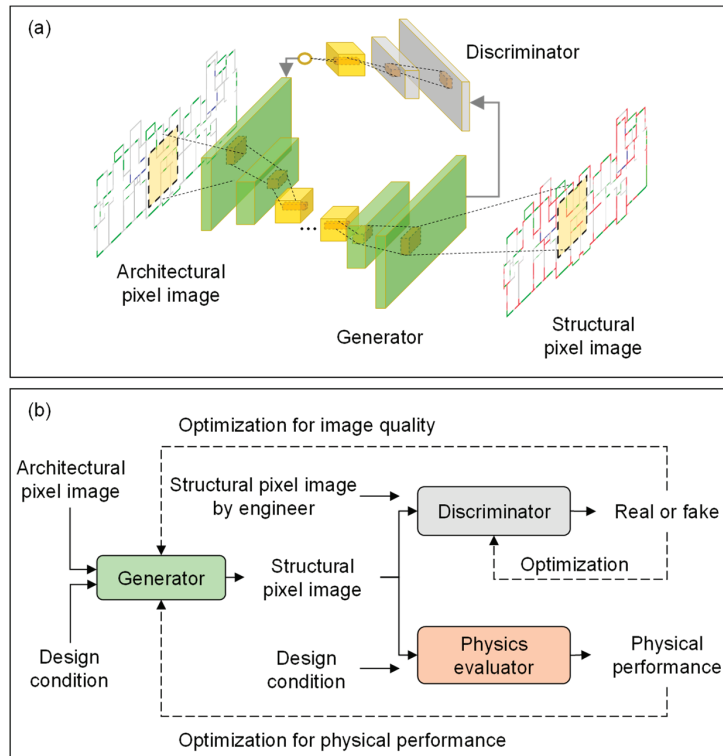 (a)
Discriminator
Architectural
pixel image
Generator
Structural
pixel image
(b)
Optimization for image quality
Architectural
pixel image
Structural pixel image
by engineer
Discriminator
Real or fake
Optimization
Generator
Structural
pixel image
Design
condition
Design
condition
Physics
evaluator
Physical
performance
Optimization for physical performance